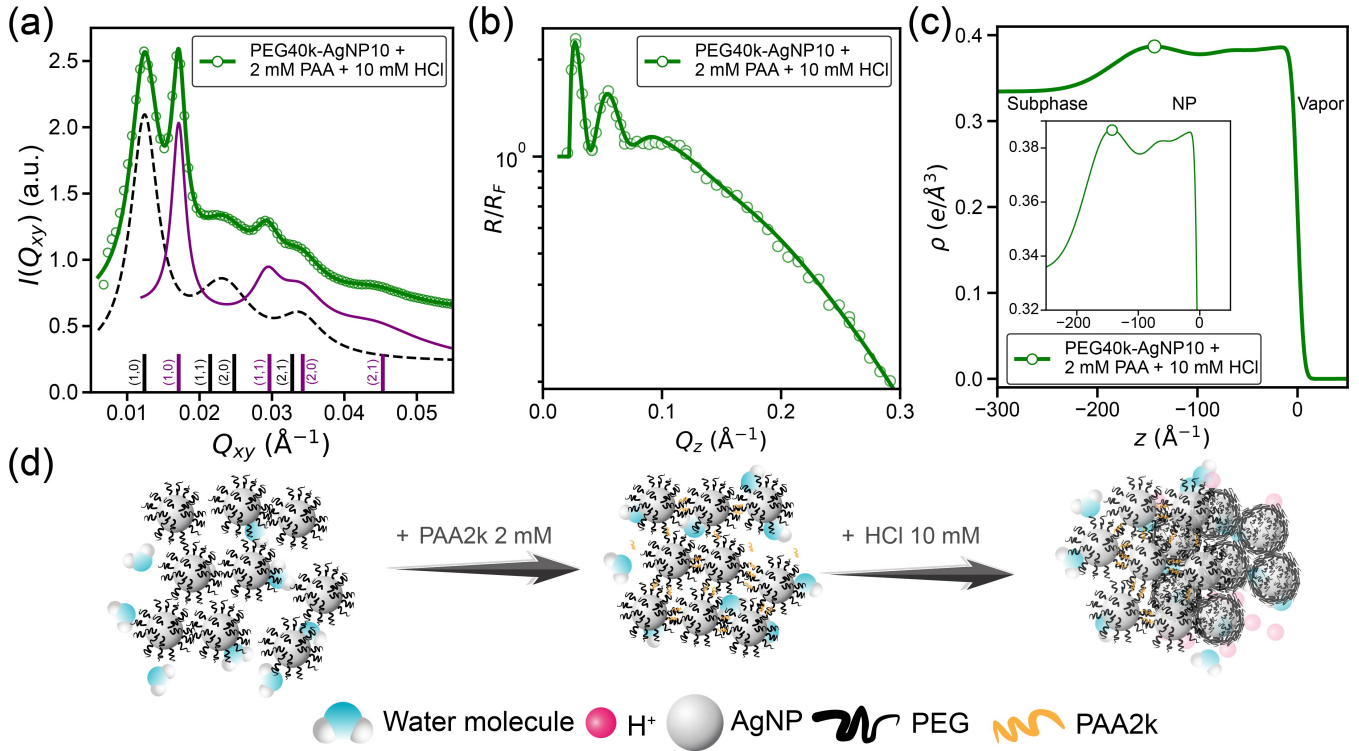 (a)
2.5
2.0
1.5
1.0
0.5
0.0
I(Q_xy) (a.u.)
PEG40k-AgNP10 +
2 mM PAA + 10 mM HCl
(1,0)
(1,0)
(1,1)
(2,0)
(1,1)
(2,1)
(2,0)
(2,1)
0.01 0.02 0.03 0.04 0.05
Q_xy (Å⁻¹)
(b)
PEG40k-AgNP10 +
2 mM PAA + 10 mM HCl
10⁰
R/R_F
0.0 0.1 0.2 0.3
Q_z (Å⁻¹)
(c)
0.4
0.3
0.2
0.1
0.0
ρ (e/Å³)
Subphase NP Vapor
0.38
0.36
0.34
0.32
−200 −100 0
PEG40k-AgNP10 +
2 mM PAA + 10 mM HCl
−300 −200 −100 0
z (Å)
(d)
+ PAA2k 2 mM
+ HCl 10 mM
Water molecule H⁺ AgNP PEG PAA2k